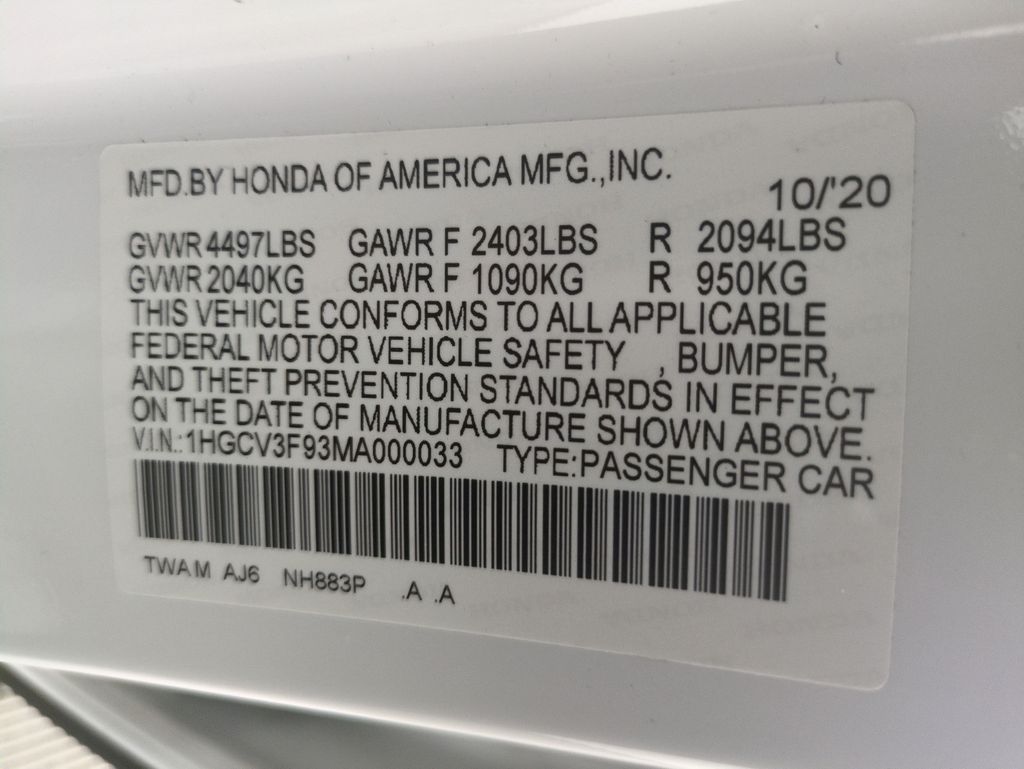 MFD.BY HONDA OF AMERICA MFG.,INC.
10/'20
GVWR 4497LBS GAWR F 2403LBS R 2094LBS
GVWR 2040KG GAWR F 1090KG R 950KG
THIS VEHICLE CONFORMS TO ALL APPLICABLE
FEDERAL MOTOR VEHICLE SAFETY , BUMPER,
AND THEFT PREVENTION STANDARDS IN EFFECT
ON THE DATE OF MANUFACTURE SHOWN ABOVE.
V.I.N.:1HGCV3F93MA000033 TYPE:PASSENGER CAR
TWAM AJ6 NH883P .A .A